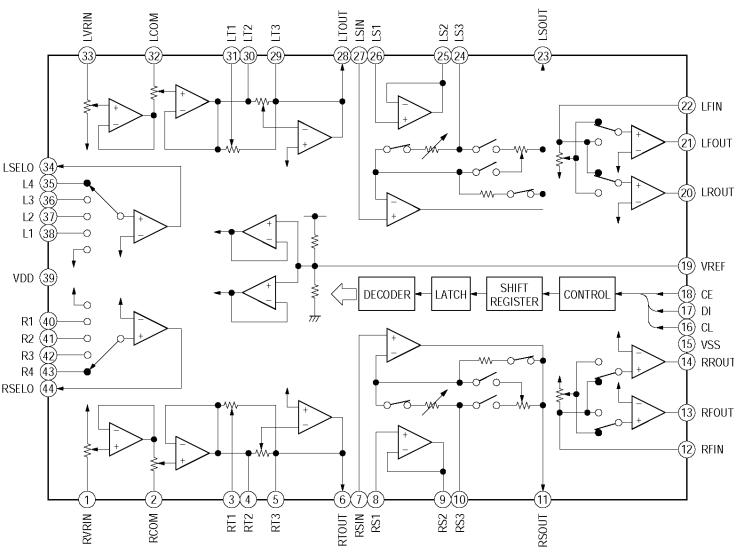 LVRIN
LCOM
LT1
LT2
LT3
LTOUT
LSIN
LS1
LS2
LS3
LSOUT
33
32
31
30
29
28
27
26
25
24
23
LSELO 34
L4 35
L3 36
L2 37
L1 38
VDD 39
R1 40
R2 41
R3 42
R4 43
RSELO 44
22 LFIN
21 LFOUT
20 LROUT
19 VREF
DECODER
LATCH
SHIFT
REGISTER
CONTROL
18 CE
17 DI
16 CL
15 VSS
14 RROUT
13 RFOUT
12 RFIN
1
2
3
4
5
6
7
8
9
10
11
RVRIN
RCOM
RT1
RT2
RT3
RTOUT
RSIN
RS1
RS2
RS3
RSOUT